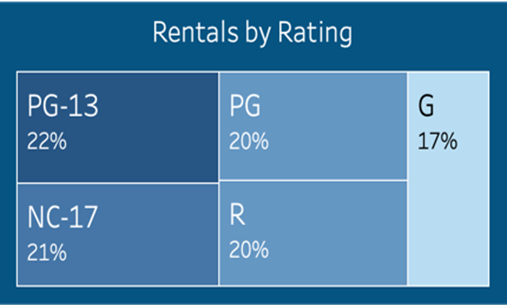 Rentals by Rating
PG-13
22%
NC-17
21%
PG
20%
R
20%
G
17%